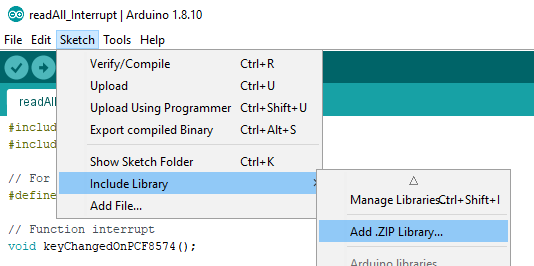 readAll_Interrupt | Arduino 1.8.10
File Edit Sketch Tools Help
Verify/Compile Ctrl+R
Upload Ctrl+U
Upload Using Programmer Ctrl+Shift+U
Export compiled Binary Ctrl+Alt+S
readAll
#includ
#includ
Show Sketch Folder Ctrl+K
// For
Include Library
Manage Libraries... Ctrl+Shift+I
#define
Add File...
// Function interrupt
Add .ZIP Library...
void keyChangedOnPCF8574();
Arduino libraries